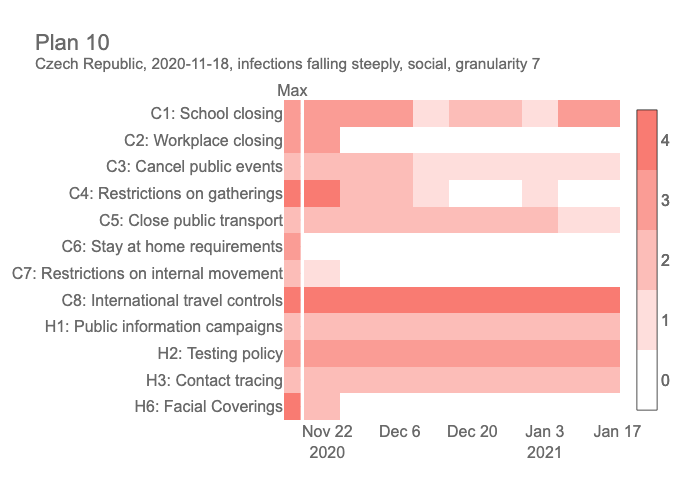 Plan 10
Czech Republic, 2020-11-18, infections falling steeply, social, granularity 7
Max
C1: School closing
C2: Workplace closing
C3: Cancel public events
C4: Restrictions on gatherings
C5: Close public transport
C6: Stay at home requirements
C7: Restrictions on internal movement
C8: International travel controls
H1: Public information campaigns
H2: Testing policy
H3: Contact tracing
H6: Facial Coverings
4
3
2
1
0
Nov 22 Dec 6 Dec 20 Jan 3 Jan 17
2020 2021